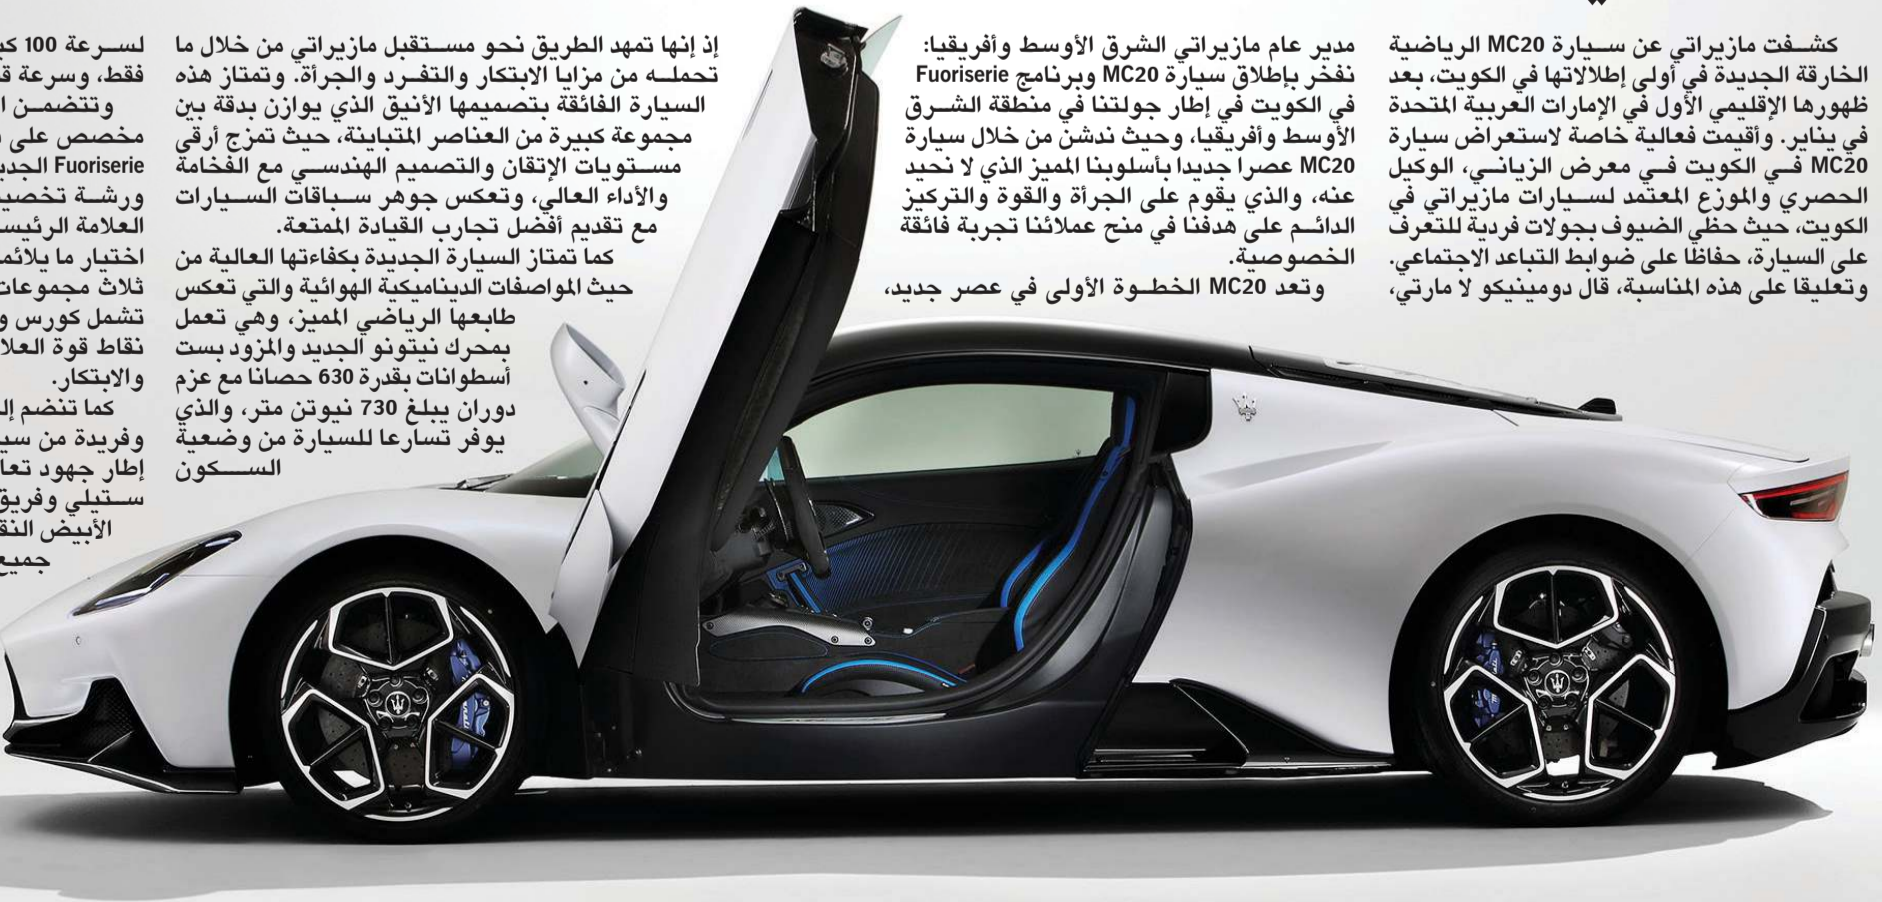 كشفت مازيراتي عن سيارة MC20 الرياضية
الخارقة الجديدة في أولى إطلالاتها في الكويت، بعد
ظهورها الإقليمي الأول في الإمارات العربية المتحدة
في يناير. وأقيمت فعالية خاصة لاستعراض سيارة
MC20 في الكويت في معرض الزياني، الوكيل
الحصري والموزع المعتمد لسيارات مازيراتي في
الكويت، حيث حظي الضيوف بجولات فردية للتعرف
على السيارة، حفاظا على ضوابط التباعد الاجتماعي.
وتعليقا على هذه المناسبة، قال دومينيكو لا مارتي،
مدير عام مازيراتي الشرق الأوسط وأفريقيا:
نفخر بإطلاق سيارة MC20 وبرنامج Fuoriserie
في الكويت في إطار جولتنا في منطقة الشرق
الأوسط وأفريقيا، وحيث ندشن من خلال سيارة
MC20 عصرا جديدا بأسلوبنا المميز الذي لا نحيد
عنه، والذي يقوم على الجرأة والقوة والتركيز
الدائم على هدفنا في منح عملائنا تجربة فائقة
الخصوصية.
وتعد MC20 الخطوة الأولى في عصر جديد،
إذ إنها تمهد الطريق نحو مستقبل مازيراتي من خلال ما
تحمله من مزايا الابتكار والتفرد والجرأة. وتمتاز هذه
السيارة الفائقة بتصميمها الأنيق الذي يوازن بدقة بين
مجموعة كبيرة من العناصر المتباينة، حيث تمزج أرقى
مستويات الإتقان والتصميم الهندسي مع الفخامة
والأداء العالي، وتعكس جوهر سباقات السيارات
مع تقديم أفضل تجارب القيادة الممتعة.
كما تمتاز السيارة الجديدة بكفاءتها العالية من
حيث المواصفات الديناميكية الهوائية والتي تعكس
طابعها الرياضي المميز، وهي تعمل
بمحرك نيتونو الجديد والمزود بست
أسطوانات بقدرة 630 حصانا مع عزم
دوران يبلغ 730 نيوتن متر، والذي
يوفر تسارعا للسيارة من وضعية
السكون
لسرعة 100
فقط، وسرعة
وتتضمن
مخصص على
Fuoriserie
ورشة
العلامة
اختيار ما
ثلاث مجموعات
تشمل كورس
نقاط قوة
والابتكار.
كما تنضم
وفريدة من
إطار جهود
ستيلي وفريق
الأبيض
جميع